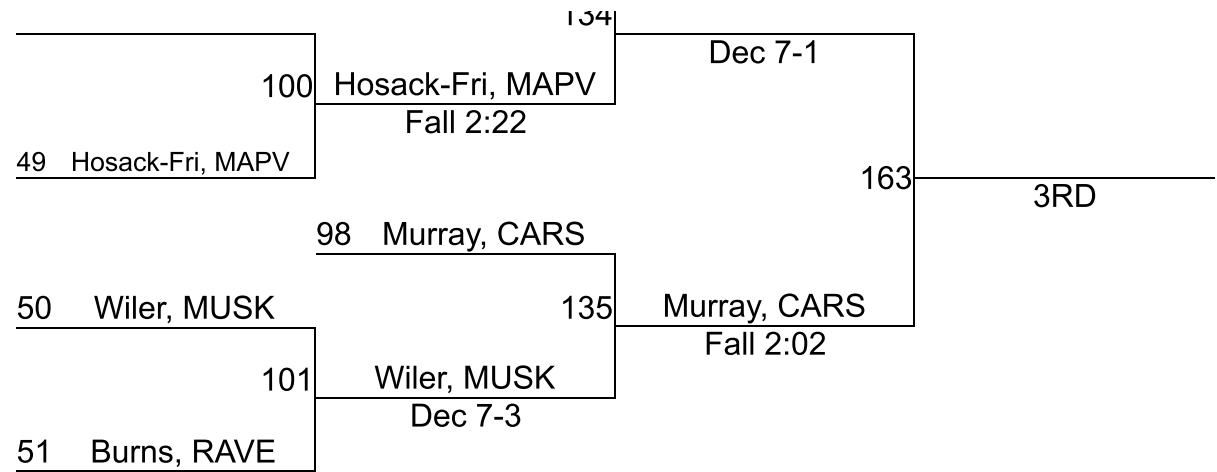 134
Dec 7-1
100 Hosack-Fri, MAPV
Fall 2:22
49 Hosack-Fri, MAPV
163
3RD
98 Murray, CARS
50 Wiler, MUSK
135 Murray, CARS
Fall 2:02
101 Wiler, MUSK
Dec 7-3
51 Burns, RAVE